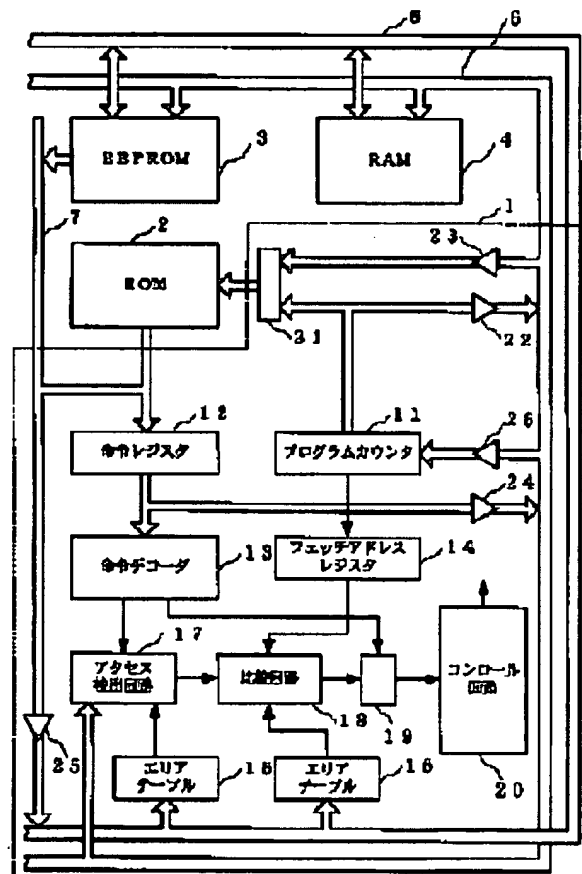 5
6
EEPROM
3
RAM
4
1
7
2
ROM
23
21
22
12
命令レジスタ
11
プログラムカウンタ
26
24
命令デコーダ
13
フェッチアドレス
レジスタ
14
17
アクセス
検出回路
比較回路
18
19
コントロール
回路
20
25
エリア
テーブル
15
エリア
テーブル
16